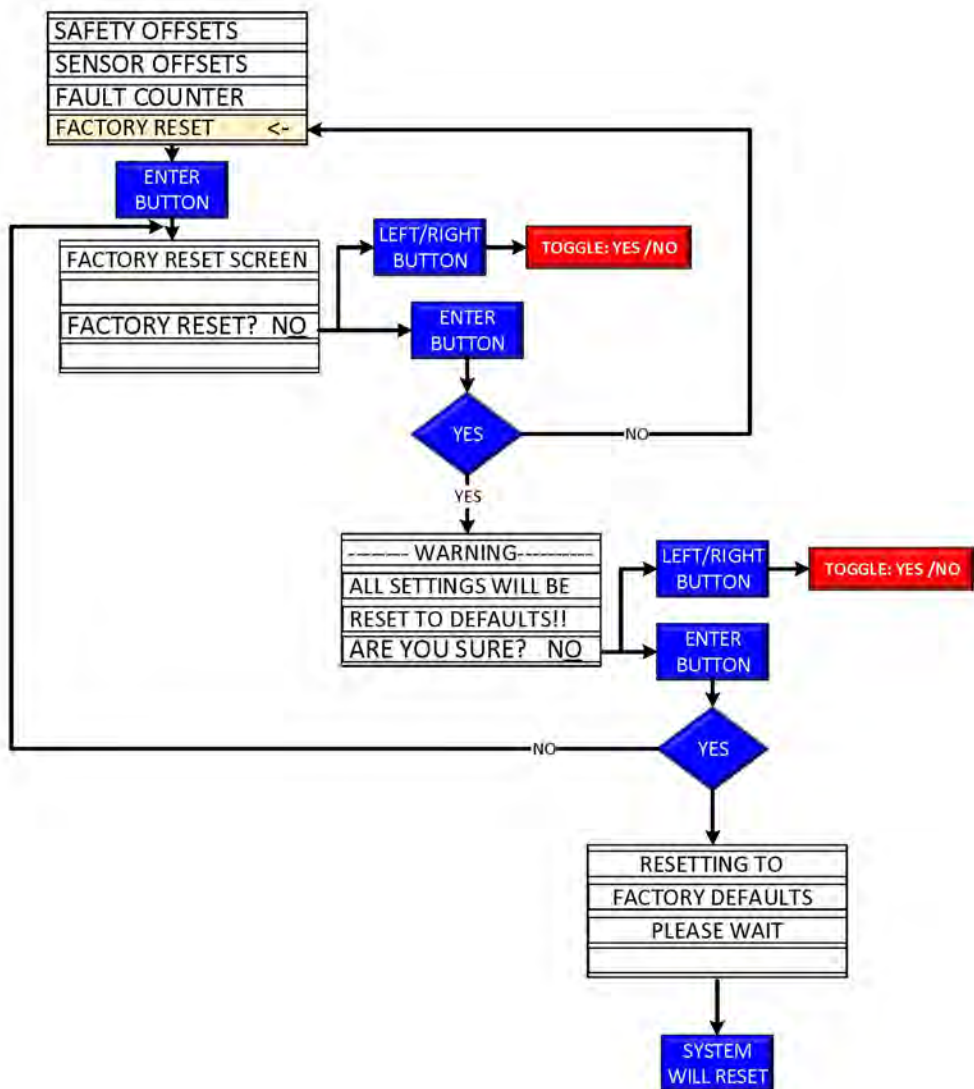 SAFETY OFFSETS
SENSOR OFFSETS
FAULT COUNTER
FACTORY RESET <-
ENTER
BUTTON
FACTORY RESET SCREEN
FACTORY RESET? NO
LEFT/RIGHT
BUTTON
TOGGLE: YES /NO
ENTER
BUTTON
YES
NO
YES
--------- WARNING-----------
ALL SETTINGS WILL BE
RESET TO DEFAULTS!!
ARE YOU SURE? NO
LEFT/RIGHT
BUTTON
TOGGLE: YES /NO
ENTER
BUTTON
YES
NO
RESETTING TO
FACTORY DEFAULTS
PLEASE WAIT
SYSTEM
WILL RESET